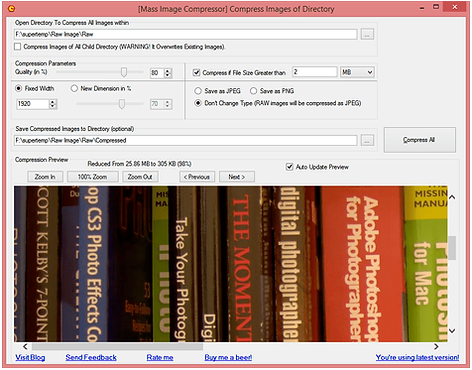 [Mass Image Compressor] Compress Images of Directory
Open Directory To Compress All Images within
F:\supertemp\Raw Image\Raw
...
Compress Images of All Child Directory (WARNING! It Overwrites Existing Images).
Compression Parameters
Quality (in %)
80
Compress if File Size Greater than
2
MB
Fixed Width
New Dimension in %
Save as JPEG
Save as PNG
1920
70
Don't Change Type (RAW images will be compressed as JPEG)
Save Compressed Images to Directory (optional)
F:\supertemp\Raw Image\Raw\Compressed
...
Compress All
Compression Preview
Reduced From 25.86 MB to 305 KB (98%)
Auto Update Preview
Zoom In
100% Zoom
Zoom Out
< Previous
Next >
SCOTT KELBY'S 7-POINT
op CS3 Photo Effects Co
Take Your Photog
Digi
THE MOMENT
digital photograph
Adobe Photoshop
for Photographer
MISSIN
MANUA
for Mac
Visit Blog
Send Feedback
Rate me
Buy me a beer!
You're using latest version!